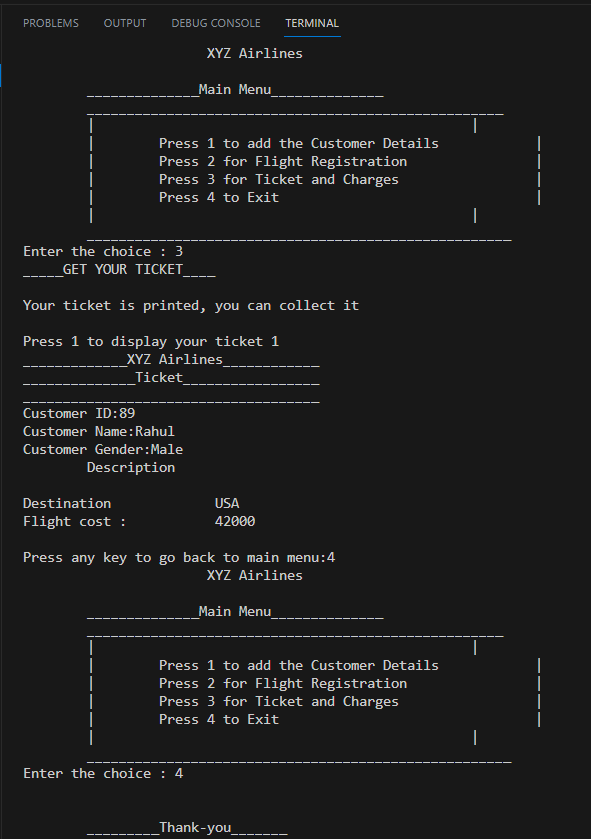 PROBLEMS OUTPUT DEBUG CONSOLE TERMINAL
XYZ Airlines
______________Main Menu______________
____________________________________________________
| |
| Press 1 to add the Customer Details |
| Press 2 for Flight Registration |
| Press 3 for Ticket and Charges |
| Press 4 to Exit |
| |
_____________________________________________________
Enter the choice : 3
_____GET YOUR TICKET____
Your ticket is printed, you can collect it
Press 1 to display your ticket 1
_____________XYZ Airlines____________
______________Ticket_________________
_____________________________________
Customer ID:89
Customer Name:Rahul
Customer Gender:Male
Description
Destination USA
Flight cost : 42000
Press any key to go back to main menu:4
XYZ Airlines
______________Main Menu______________
____________________________________________________
| |
| Press 1 to add the Customer Details |
| Press 2 for Flight Registration |
| Press 3 for Ticket and Charges |
| Press 4 to Exit |
| |
_____________________________________________________
Enter the choice : 4
_________Thank-you_______